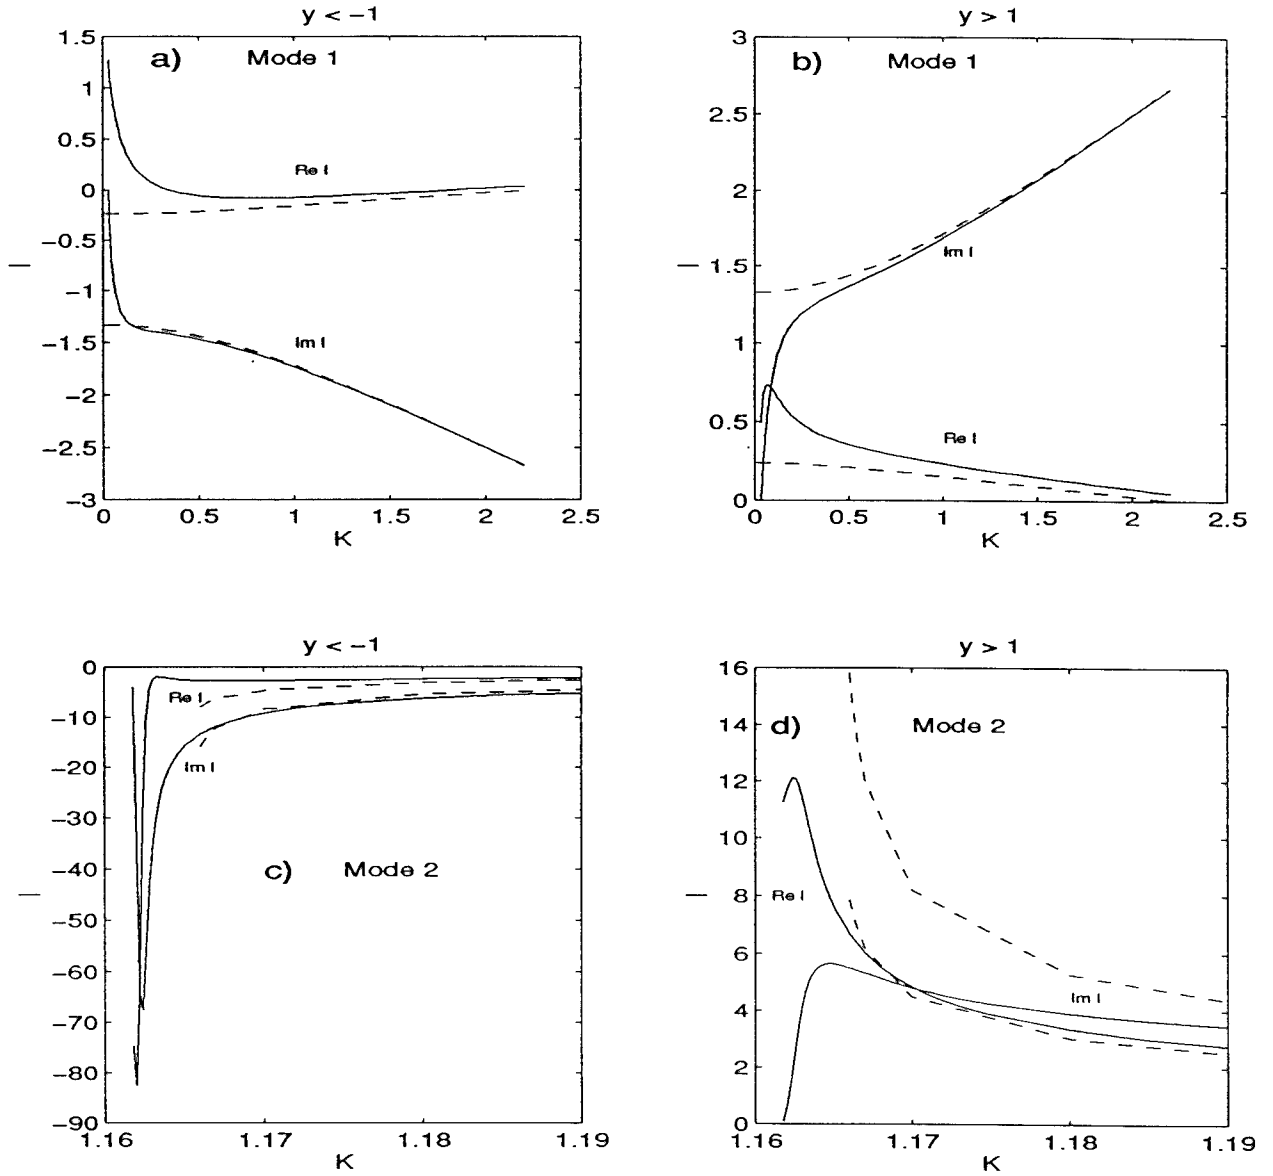 y < −1
a) Mode 1
1.5
1
0.5
0
−0.5
−1
−1.5
−2
−2.5
−3
Re l
Im l
l
0 0.5 1 1.5 2 2.5
K
y > 1
b) Mode 1
3
2.5
2
1.5
1
0.5
0
Im l
Re l
l
0 0.5 1 1.5 2 2.5
K
y < −1
0
−10
−20
−30
−40
−50
−60
−70
−80
−90
Re l
Im l
c) Mode 2
l
1.16 1.17 1.18 1.19
K
y > 1
d) Mode 2
16
14
12
10
8
6
4
2
0
Re l
Im l
l
1.16 1.17 1.18 1.19
K